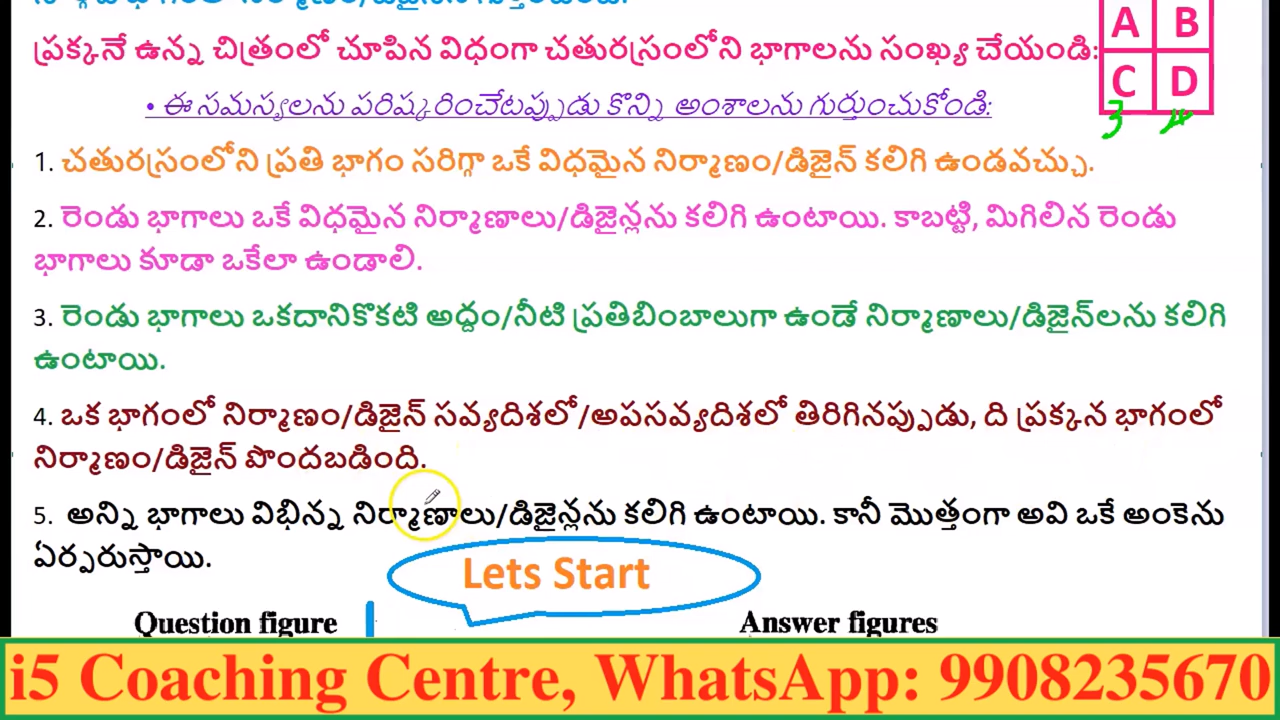 ప్రక్కనే ఉన్న చిత్రంలో చూపిన విధంగా చతురస్రంలోని భాగాలను సంఖ్య చేయండి:
A B
C D
3 4
• ఈ సమస్యలను పరిష్కరించేటప్పుడు కొన్ని అంశాలను గుర్తుంచుకోండి:
1. చతురస్రంలోని ప్రతి భాగం సరిగ్గా ఒకే విధమైన నిర్మాణం/డిజైన్ కలిగి ఉండవచ్చు.
2. రెండు భాగాలు ఒకే విధమైన నిర్మాణాలు/డిజైన్లను కలిగి ఉంటాయి. కాబట్టి, మిగిలిన రెండు
భాగాలు కూడా ఒకేలా ఉండాలి.
3. రెండు భాగాలు ఒకదానికొకటి అద్దం/నీటి ప్రతిబింబాలుగా ఉండే నిర్మాణాలు/డిజైన్‌లను కలిగి
ఉంటాయి.
4. ఒక భాగంలో నిర్మాణం/డిజైన్ సవ్యదిశలో/అపసవ్యదిశలో తిరిగినప్పుడు, ది ప్రక్కన భాగంలో
నిర్మాణం/డిజైన్ పొందబడింది.
5. అన్ని భాగాలు విభిన్న నిర్మాణాలు/డిజైన్లను కలిగి ఉంటాయి. కానీ మొత్తంగా అవి ఒకే అంకెను
ఏర్పరుస్తాయి.
Lets Start
Question figure Answer figures
i5 Coaching Centre, WhatsApp: 9908235670